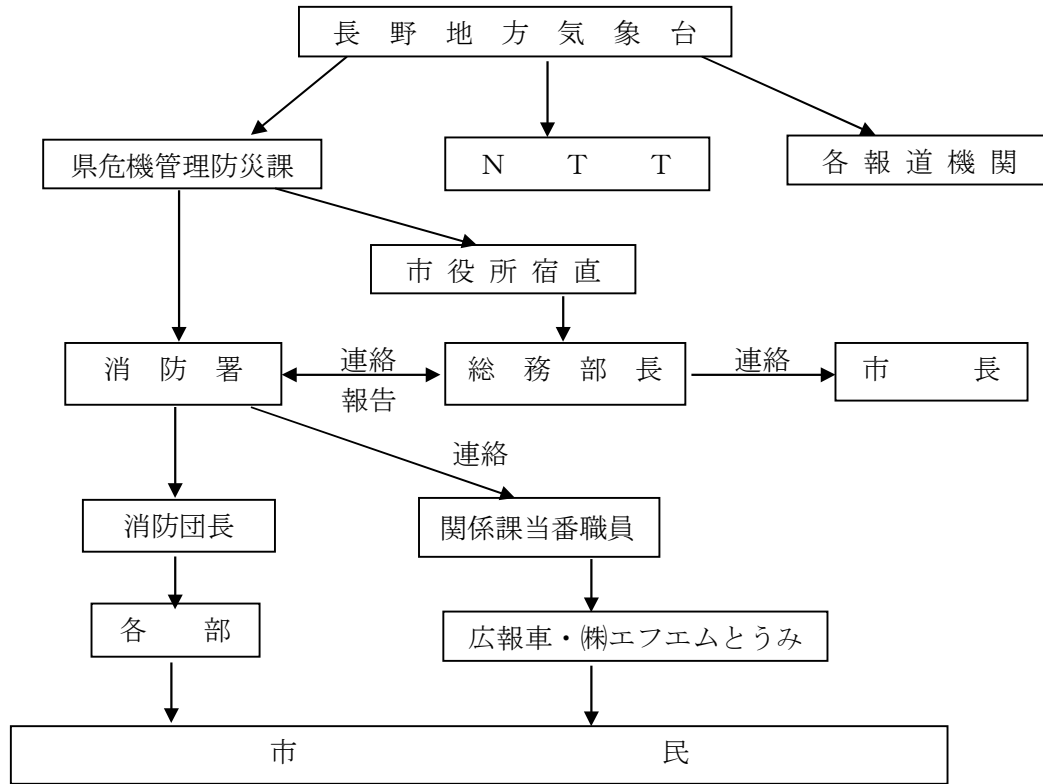 長野地方気象台
県危機管理防災課
ＮＴＴ
各報道機関
市役所宿直
消防署
連絡
報告
総務部長
連絡
市長
連絡
消防団長
関係課当番職員
各部
広報車・㈱エフエムとうみ
市民